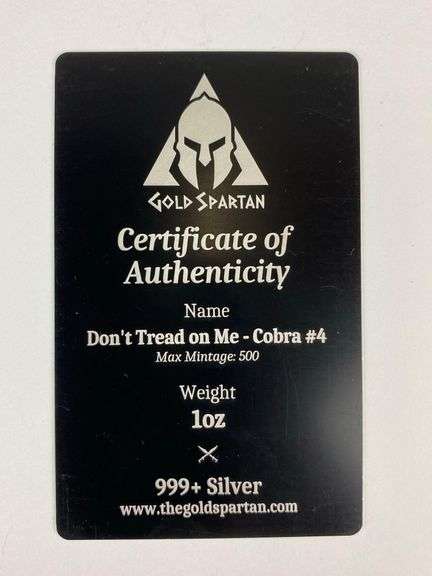 GOLD SPARTAN
Certificate of
Authenticity
Name
Don't Tread on Me - Cobra #4
Max Mintage: 500
Weight
1oz
999+ Silver
www.thegoldspartan.com